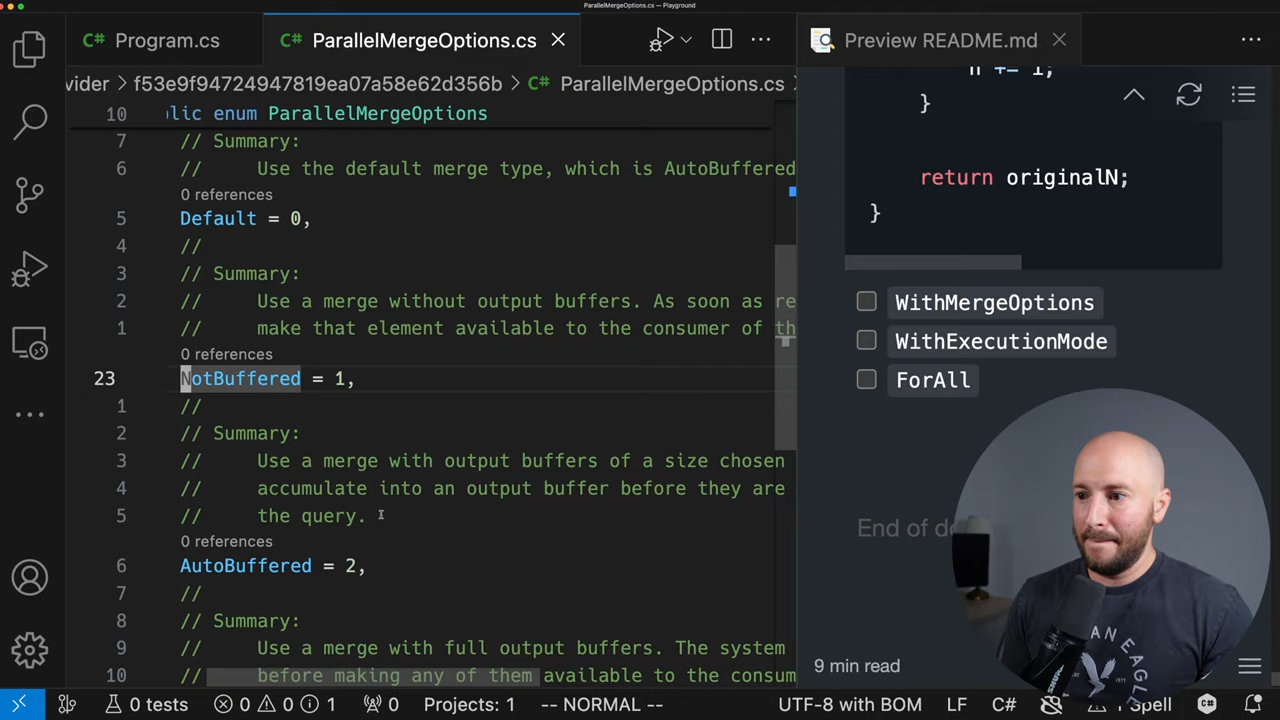 ParallelMergeOptions.cs — Playground
Program.cs
ParallelMergeOptions.cs
Preview README.md
vider > f53e9f94724947819ea07a58e62d356b > ParallelMergeOptions.cs >
10 lic enum ParallelMergeOptions
7 // Summary:
6 // Use the default merge type, which is AutoBuffered
0 references
5 Default = 0,
4 //
3 // Summary:
2 // Use a merge without output buffers. As soon as re
1 // make that element available to the consumer of th
0 references
23 NotBuffered = 1,
1 //
2 // Summary:
3 // Use a merge with output buffers of a size chosen
4 // accumulate into an output buffer before they are
5 // the query.
0 references
6 AutoBuffered = 2,
7 //
8 // Summary:
9 // Use a merge with full output buffers. The system
10 // before making any of them available to the consum
n += 1;
}
return originalN;
}
WithMergeOptions
WithExecutionMode
ForAll
End of d
9 min read
AN EAGLE
0 tests 0 0 1 0 Projects: 1 -- NORMAL -- UTF-8 with BOM LF C# 1 Spell